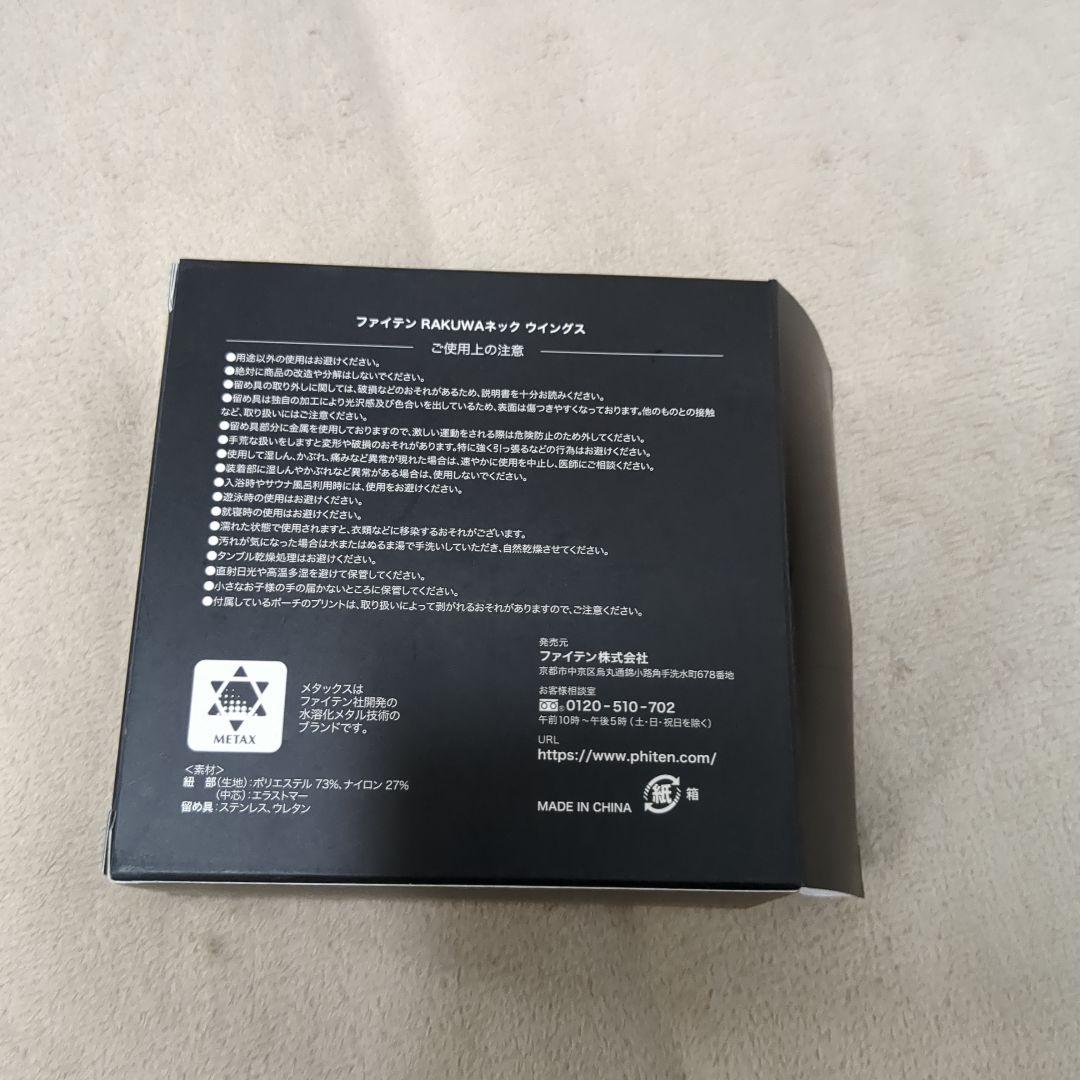 ファイテン RAKUWAネック ウイングス
ご使用上の注意
●用途以外の使用はお避けください。
●絶対に商品の改造や分解はしないでください。
●留め具の取り外しに関しては、破損などのおそれがあるため、説明書を十分お読みください。
●留め具は独自の加工により光沢感及び色合いを出しているため、表面は傷つきやすくなっております。他のものとの接触
など、取り扱いにはご注意ください。
●留め具部分に金属を使用しておりますので、激しい運動をされる際は危険防止のため外してください。
●手荒な扱いをしますと変形や破損のおそれがあります。特に強く引っ張るなどの行為はお避けください。
●使用して湿しん、かぶれ、痛みなど異常が現れた場合は、速やかに使用を中止し、医師にご相談ください。
●装着部に湿しんやかぶれなど異常がある場合は、使用しないでください。
●入浴時やサウナ風呂利用時には、使用をお避けください。
●遊泳時の使用はお避けください。
●就寝時の使用はお避けください。
●濡れた状態で使用されますと、衣類などに移染するおそれがございます。
●汚れが気になった場合は水またはぬるま湯で手洗いしていただき、自然乾燥させてください。
●タンブル乾燥処理はお避けください。
●直射日光や高温多湿を避けて保管してください。
●小さなお子様の手の届かないところに保管してください。
●付属しているポーチのプリントは、取り扱いによって剥がれるおそれがありますので、ご注意ください。
METAX
メタックスは
ファイテン社開発の
水溶化メタル技術の
ブランドです。
<素材>
紐 部(生地):ポリエステル 73%、ナイロン 27%
(中芯):エラストマー
留め具:ステンレス、ウレタン
発売元
ファイテン株式会社
京都市中京区烏丸通錦小路角手洗水町678番地
お客様相談室
0120-510-702
午前10時~午後5時(土・日・祝日を除く)
URL
https://www.phiten.com/
MADE IN CHINA 紙 箱